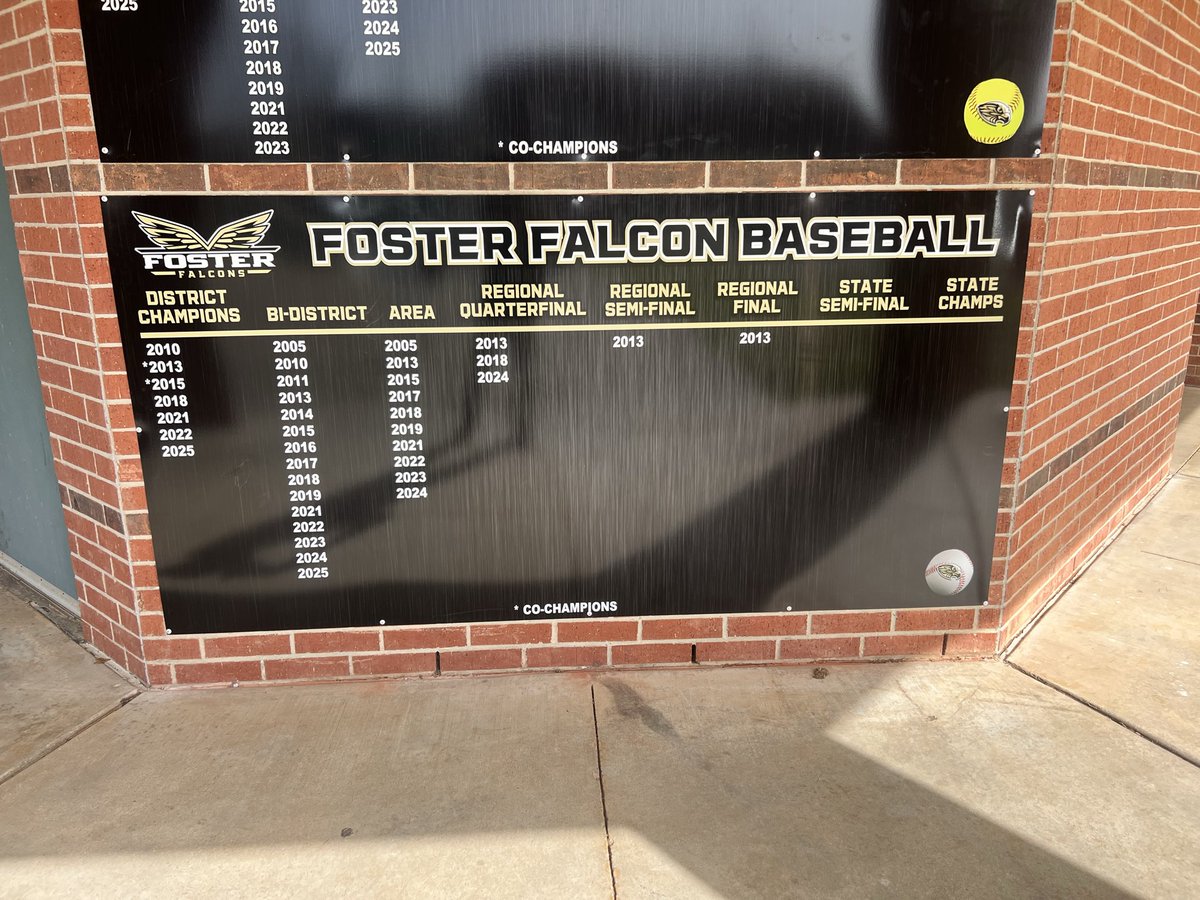 2025 2015 2023
2016 2024
2017 2025
2018
2019
2021
2022
2023
* CO-CHAMPIONS
FOSTER
FALCONS
FOSTER FALCON BASEBALL
DISTRICT CHAMPIONS
BI-DISTRICT
AREA
REGIONAL QUARTERFINAL
REGIONAL SEMI-FINAL
REGIONAL FINAL
STATE SEMI-FINAL
STATE CHAMPS
2010 2005 2005 2013 2013 2013
*2013 2010 2013 2018
*2015 2011 2015 2024
2018 2013 2017
2021 2014 2018
2022 2015 2019
2025 2016 2021
2017 2022
2018 2023
2019 2024
2021
2022
2023
2024
2025
* CO-CHAMPIONS